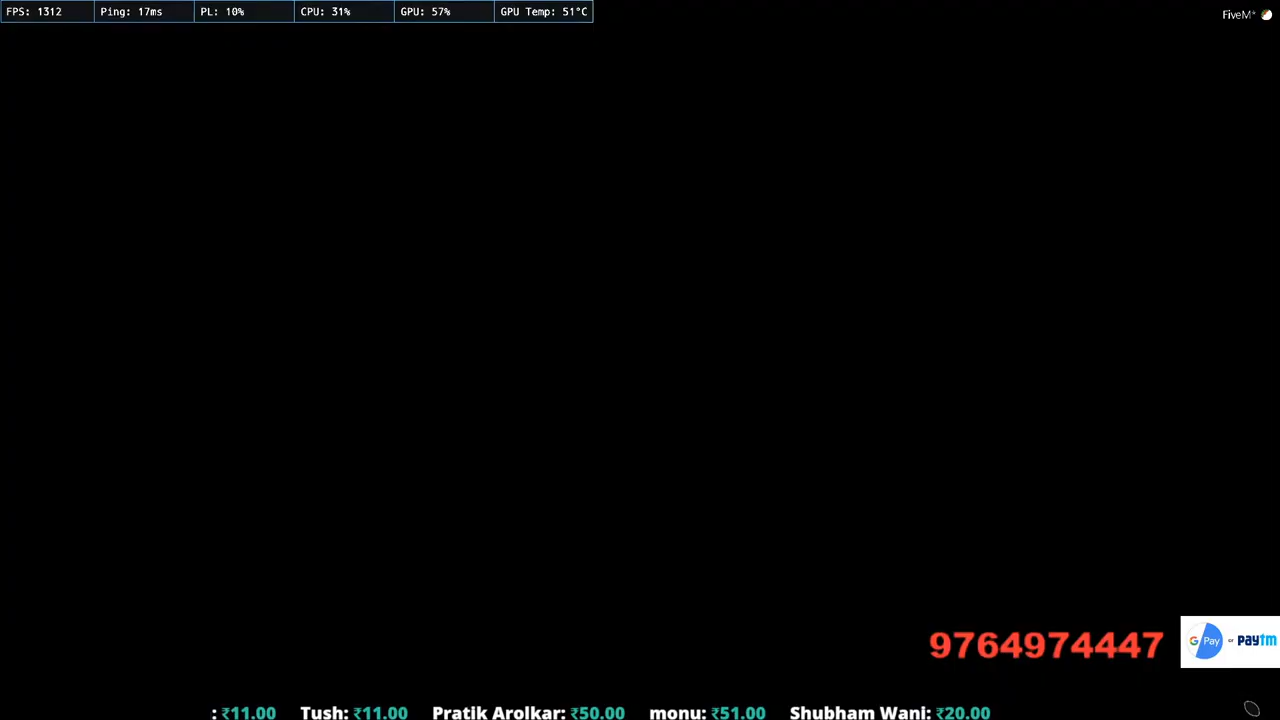 FPS: 1312 Ping: 17ms PL: 10% CPU: 31% GPU: 57% GPU Temp: 51°C
FiveM*
9764974447
G Pay or paytm
: ₹11.00 Tush: ₹11.00 Pratik Arolkar: ₹50.00 monu: ₹51.00 Shubham Wani: ₹20.00